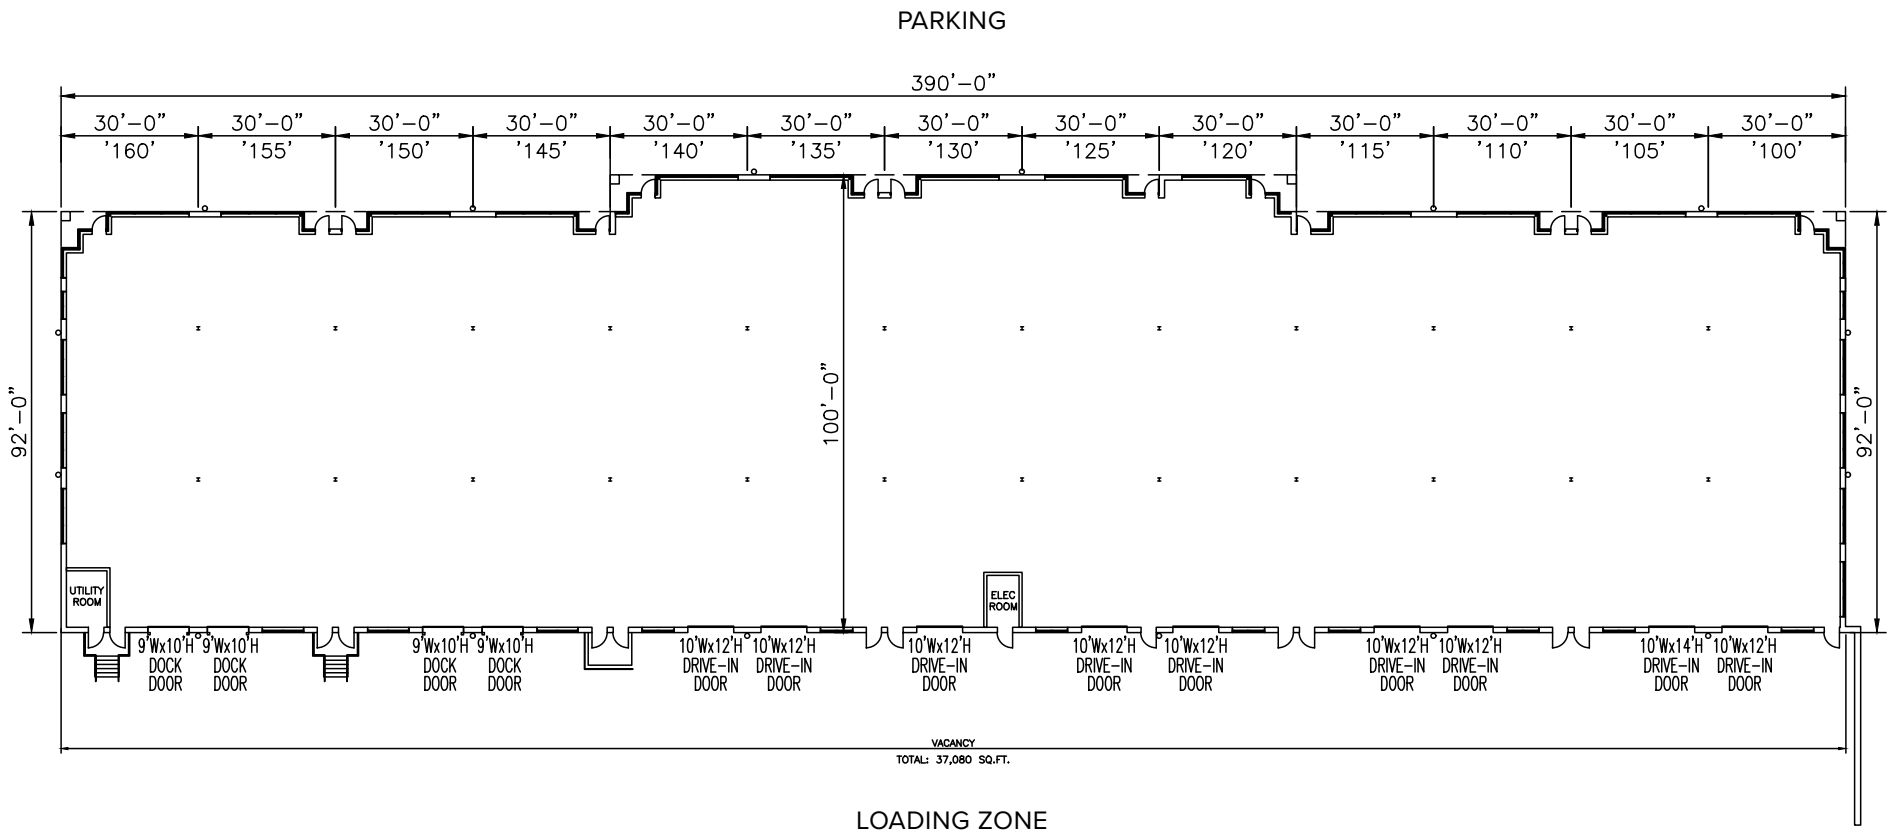 PARKING
390'-0"
30'-0" 30'-0" 30'-0" 30'-0" 30'-0" 30'-0" 30'-0" 30'-0" 30'-0" 30'-0" 30'-0" 30'-0" 30'-0"
'160' '155' '150' '145' '140' '135' '130' '125' '120' '115' '110' '105' '100'
92'-0"
100'-0"
92'-0"
UTILITY
ROOM
ELEC
ROOM
9'Wx10'H
DOCK
DOOR
9'Wx10'H
DOCK
DOOR
9'Wx10'H
DOCK
DOOR
9'Wx10'H
DOCK
DOOR
10'Wx12'H
DRIVE-IN
DOOR
10'Wx12'H
DRIVE-IN
DOOR
10'Wx12'H
DRIVE-IN
DOOR
10'Wx12'H
DRIVE-IN
DOOR
10'Wx12'H
DRIVE-IN
DOOR
10'Wx12'H
DRIVE-IN
DOOR
10'Wx12'H
DRIVE-IN
DOOR
10'Wx14'H
DRIVE-IN
DOOR
10'Wx12'H
DRIVE-IN
DOOR
VACANCY
TOTAL: 37,080 SQ.FT.
LOADING ZONE